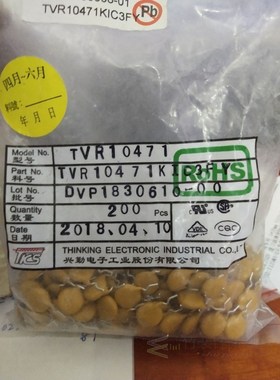 TVR10471KIC3FY
Pb
四月-六月
年 月 日
Model No. TVR10471
型号
Part No.
料号
RoHS
Lot No. DVP1830610-00
批号
Quantity 200 Pcs
数量
Date 2018.04.10
日期
CQC
THINKING ELECTRONIC INDUSTRIAL CO.,
TKS 兴勤电子工业股份有限公司